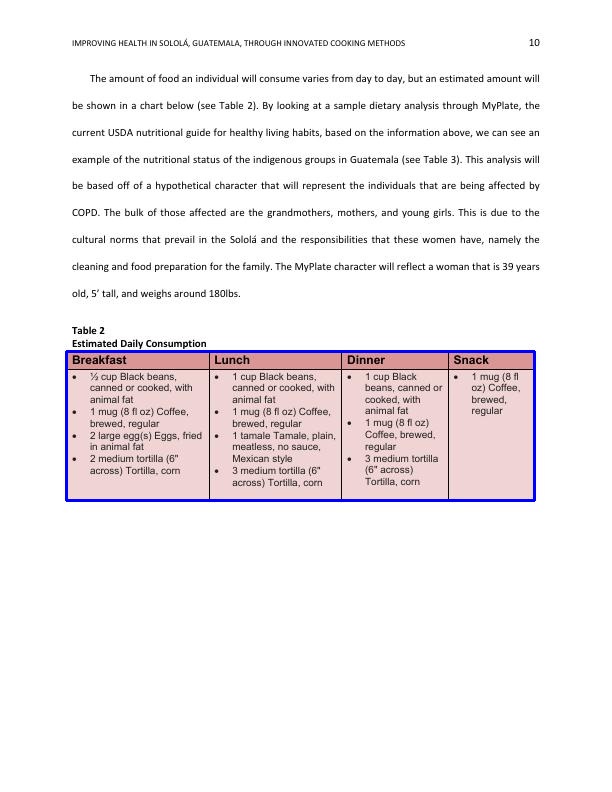 IMPROVING HEALTH IN SOLOLÁ, GUATEMALA, THROUGH INNOVATED COOKING METHODS 10
The amount of food an individual will consume varies from day to day, but an estimated amount will
be shown in a chart below (see Table 2). By looking at a sample dietary analysis through MyPlate, the
current USDA nutritional guide for healthy living habits, based on the information above, we can see an
example of the nutritional status of the indigenous groups in Guatemala (see Table 3). This analysis will
be based off of a hypothetical character that will represent the individuals that are being affected by
COPD. The bulk of those affected are the grandmothers, mothers, and young girls. This is due to the
cultural norms that prevail in the Sololá and the responsibilities that these women have, namely the
cleaning and food preparation for the family. The MyPlate character will reflect a woman that is 39 years
old, 5’ tall, and weighs around 180lbs.
Table 2
Estimated Daily Consumption
Breakfast
• ½ cup Black beans,
canned or cooked, with
animal fat
• 1 mug (8 fl oz) Coffee,
brewed, regular
• 2 large egg(s) Eggs, fried
in animal fat
• 2 medium tortilla (6"
across) Tortilla, corn
Lunch
• 1 cup Black beans,
canned or cooked, with
animal fat
• 1 mug (8 fl oz) Coffee,
brewed, regular
• 1 tamale Tamale, plain,
meatless, no sauce,
Mexican style
• 3 medium tortilla (6"
across) Tortilla, corn
Dinner
• 1 cup Black
beans, canned or
cooked, with
animal fat
• 1 mug (8 fl oz)
Coffee, brewed,
regular
• 3 medium tortilla
(6" across)
Tortilla, corn
Snack
• 1 mug (8 fl
oz) Coffee,
brewed,
regular